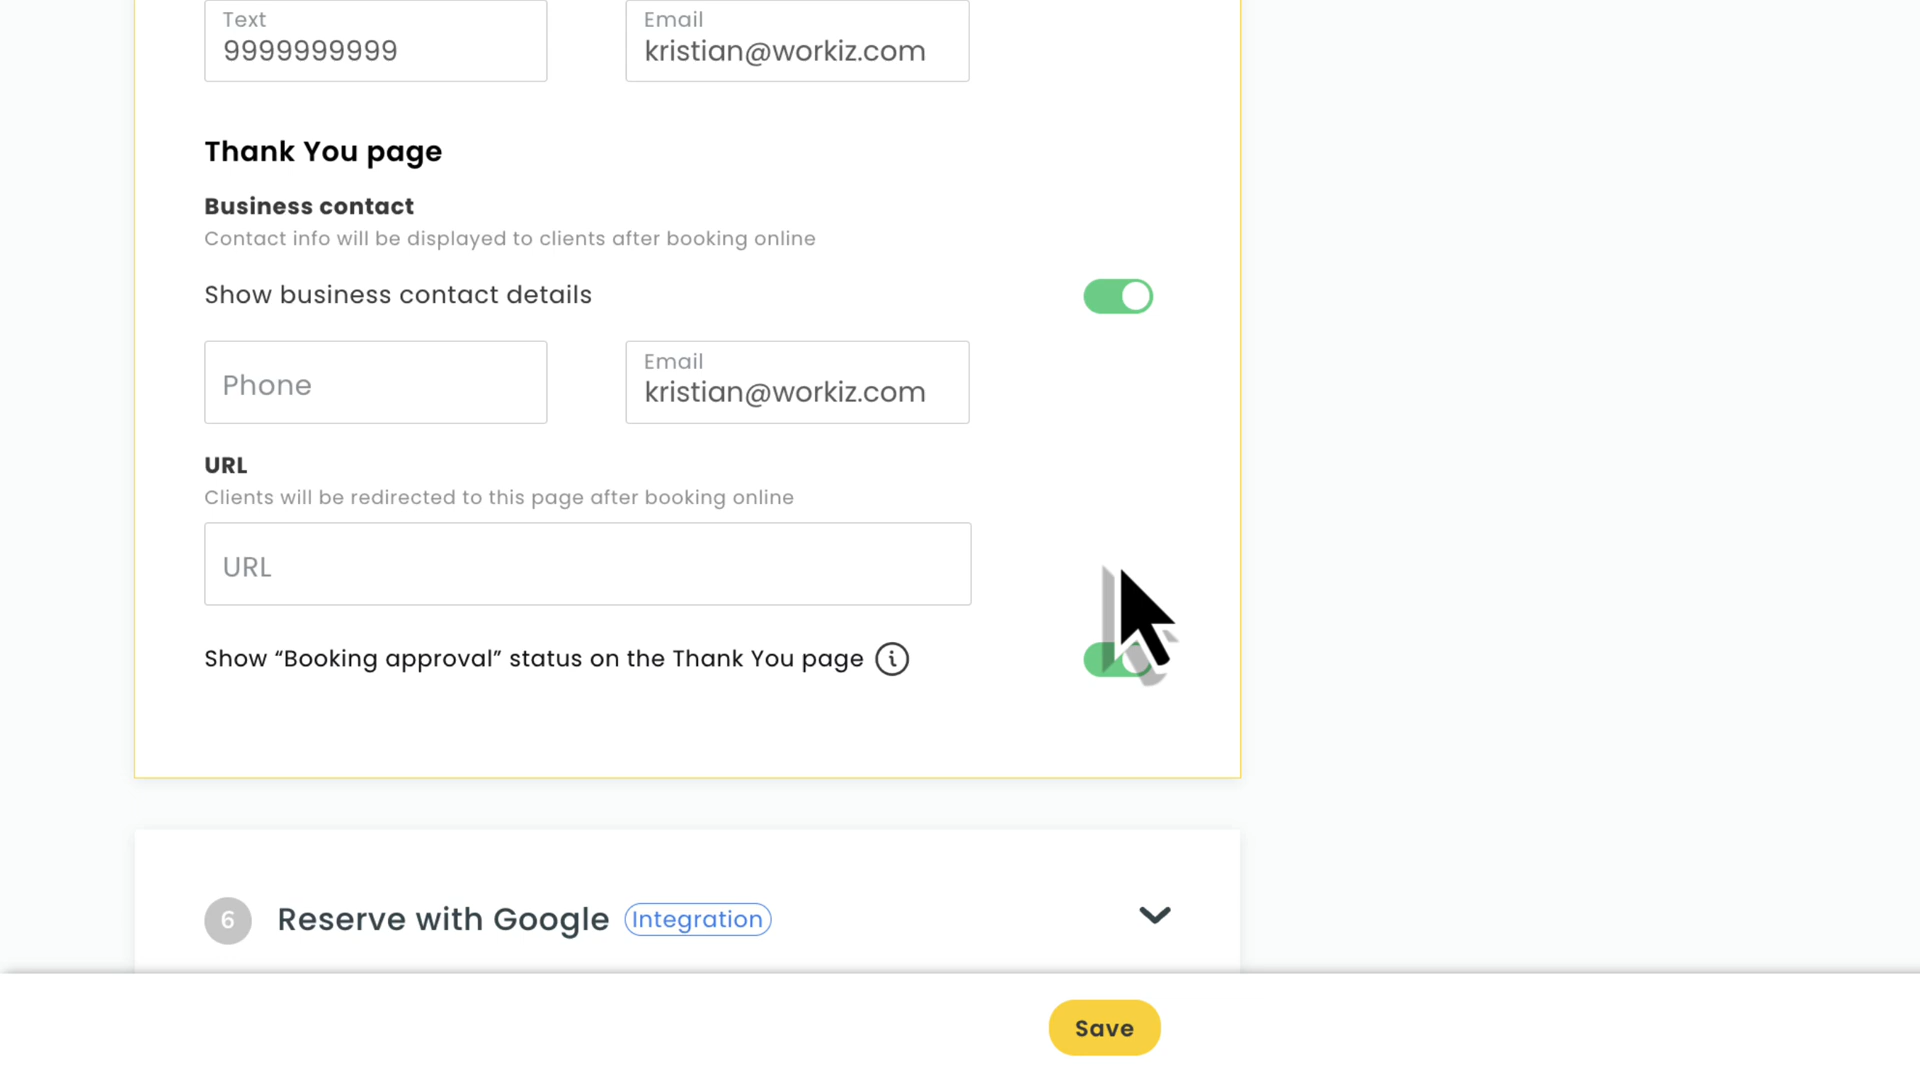 Text
9999999999
Email
kristian@workiz.com
Thank You page
Business contact
Contact info will be displayed to clients after booking online
Show business contact details
Phone
Email
kristian@workiz.com
URL
Clients will be redirected to this page after booking online
URL
Show “Booking approval” status on the Thank You page
6 Reserve with Google Integration
Save